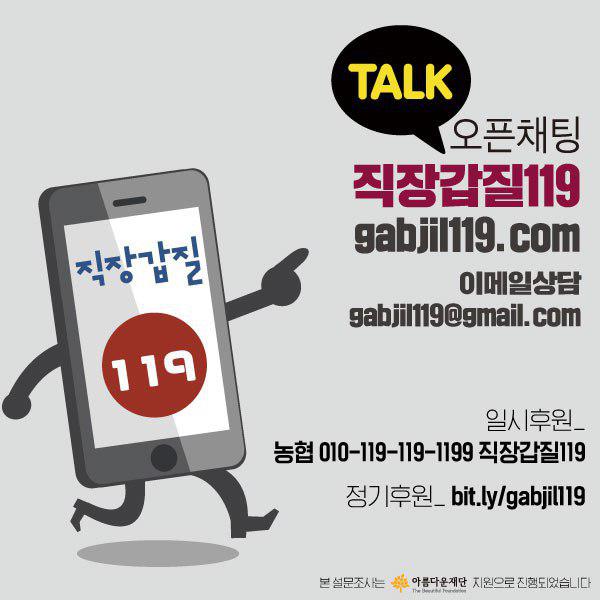 TALK
오픈채팅
직장갑질119
gabjil119.com
이메일상담
gabjil119@gmail.com
직장갑질
119
일시후원_
농협 010-119-119-1199 직장갑질119
정기후원_ bit.ly/gabjil119
본 설문조사는 아름다운재단 지원으로 진행되었습니다
The Beautiful Foundation